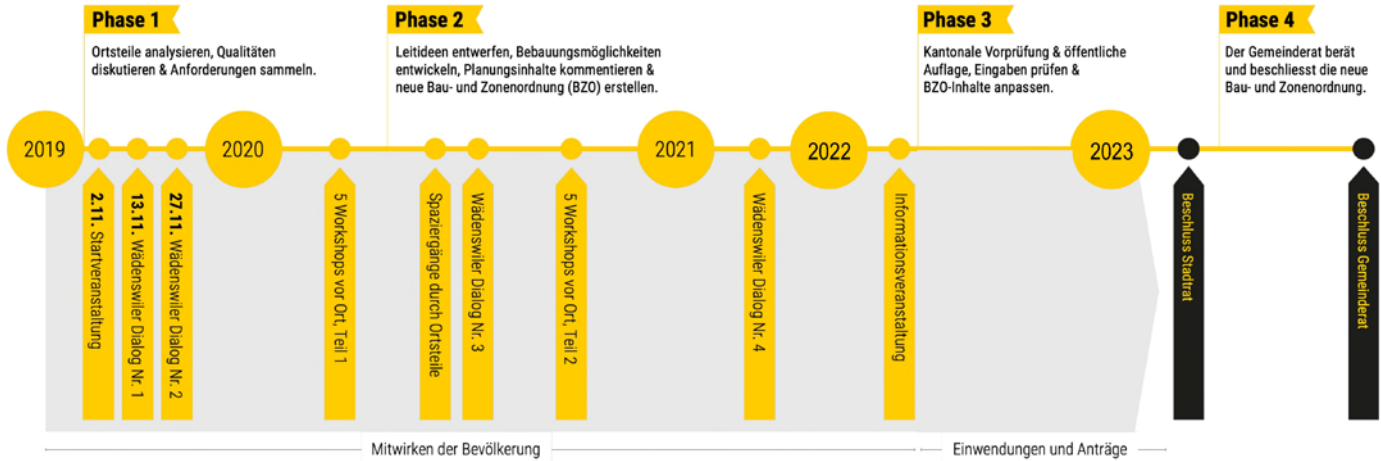 Phase 1
Ortsteile analysieren, Qualitäten
diskutieren & Anforderungen sammeln.
Phase 2
Leitideen entwerfen, Bebauungsmöglichkeiten
entwickeln, Planungsinhalte kommentieren &
neue Bau- und Zonenordnung (BZO) erstellen.
Phase 3
Kantonale Vorprüfung & öffentliche
Auflage, Eingaben prüfen &
BZO-Inhalte anpassen.
Phase 4
Der Gemeinderat berät
und beschliesst die neue
Bau- und Zonenordnung.
2019
2020
2021
2022
2023
2.11. Startveranstaltung
13.11. Wädenswiler Dialog Nr. 1
27.11. Wädenswiler Dialog Nr. 2
5 Workshops vor Ort, Teil 1
Spaziergänge durch Ortsteile
Wädenswiler Dialog Nr. 3
5 Workshops vor Ort, Teil 2
Wädenswiler Dialog Nr. 4
Informationsveranstaltung
Beschluss Stadtrat
Beschluss Gemeinderat
Mitwirken der Bevölkerung
Einwendungen und Anträge